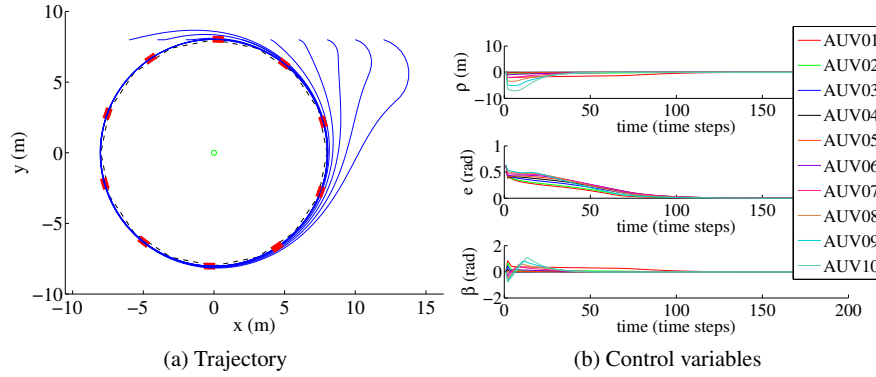 10
5
0
−5
−10
y (m)
−10 −5 0 5 10 15
x (m)
(a) Trajectory
10
0
−10
ρ (m)
0 50 100 150
time (time steps)
1
0.5
0
e (rad)
0 50 100 150
time (time steps)
2
0
−2
β (rad)
0 50 100 150 200
time (time steps)
AUV01
AUV02
AUV03
AUV04
AUV05
AUV06
AUV07
AUV08
AUV09
AUV10
(b) Control variables